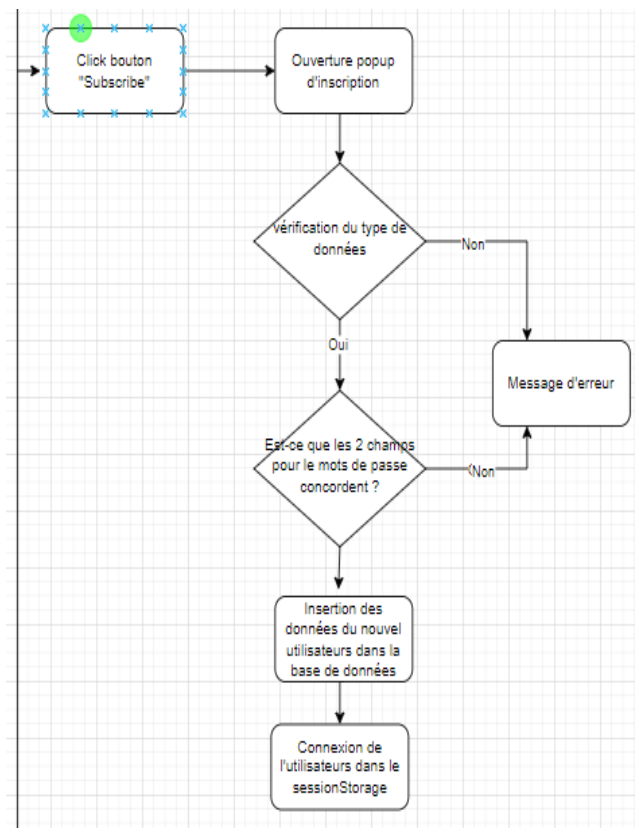 Click bouton
"Subscribe"
Ouverture popup
d'inscription
vérification du type de
données
Non
Oui
Message d'erreur
Est-ce que les 2 champs
pour le mots de passe
concordent ?
Non
Insertion des
données du nouvel
utilisateurs dans la
base de données
Connexion de
l'utilisateurs dans le
sessionStorage